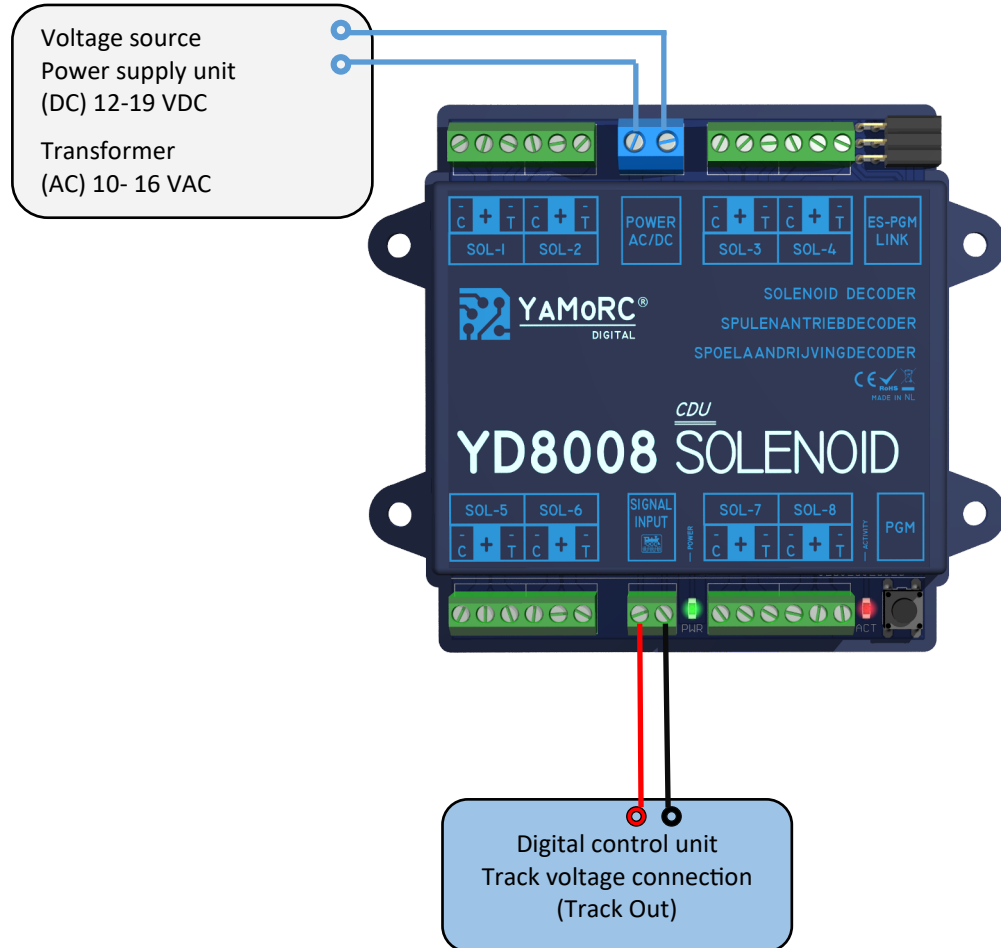 Voltage source
Power supply unit
(DC) 12-19 VDC
Transformer
(AC) 10- 16 VAC
- + - - + -
C T C T
SOL-1 SOL-2
POWER
AC/DC
- + - - + -
C T C T
SOL-3 SOL-4
ES-PGM
LINK
YAMORC®
DIGITAL
SOLENOID DECODER
SPULENANTRIEBDECODER
SPOELAANDRIJVINGDECODER
CE RoHS
MADE IN NL
CDU
YD8008 SOLENOID
SOL-5 SOL-6
- + - - + -
C T C T
SIGNAL
INPUT
POWER
SOL-7 SOL-8
- + - - + -
C T C T
ACTIVITY
PGM
PWR
ACT
Digital control unit
Track voltage connection
(Track Out)